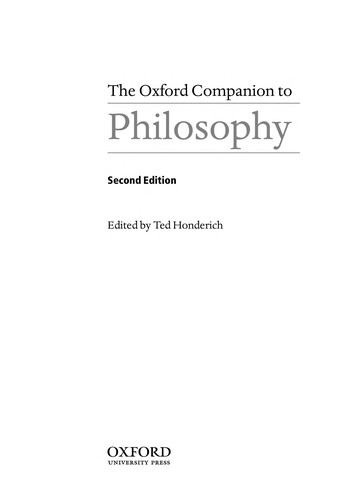 The Oxford Companion to
Philosophy
Second Edition
Edited by Ted Honderich
OXFORD
UNIVERSITY PRESS